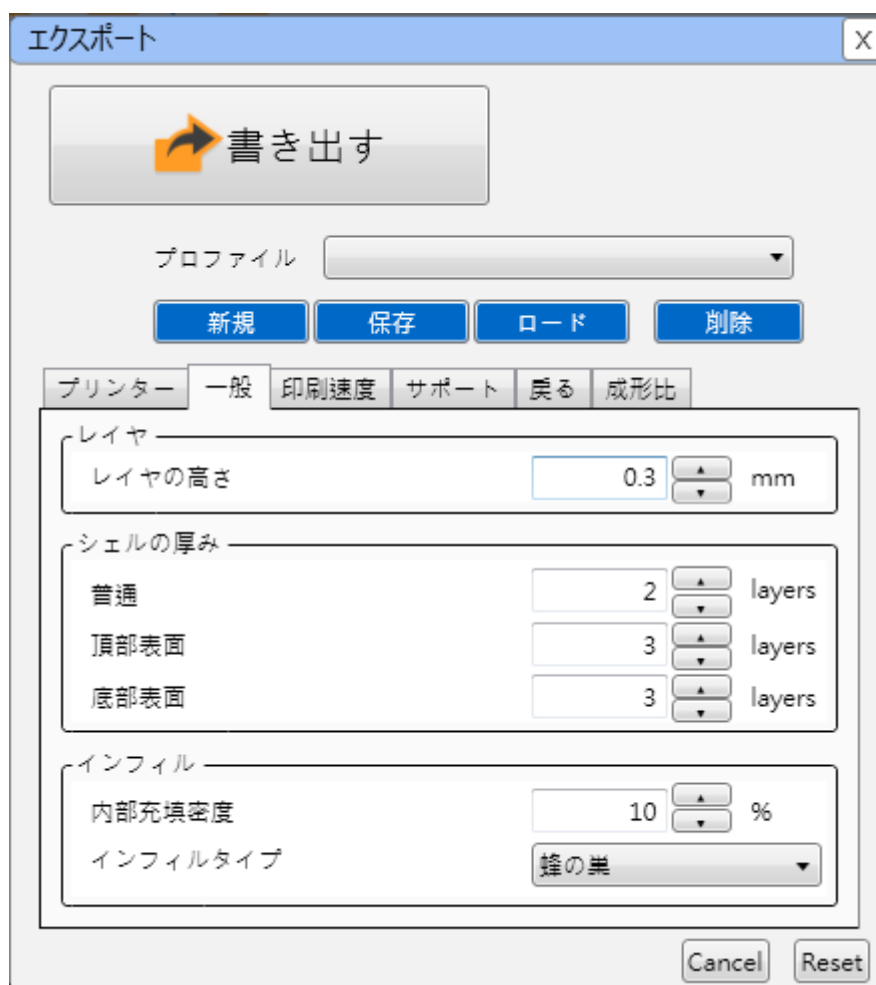 エクスポート X
書き出す
プロファイル
新規 保存 ロード 削除
プリンター 一般 印刷速度 サポート 戻る 成形比
レイヤ
レイヤの高さ 0.3 mm
シェルの厚み
普通 2 layers
頂部表面 3 layers
底部表面 3 layers
インフィル
内部充填密度 10 %
インフィルタイプ 蜂の巣
Cancel Reset